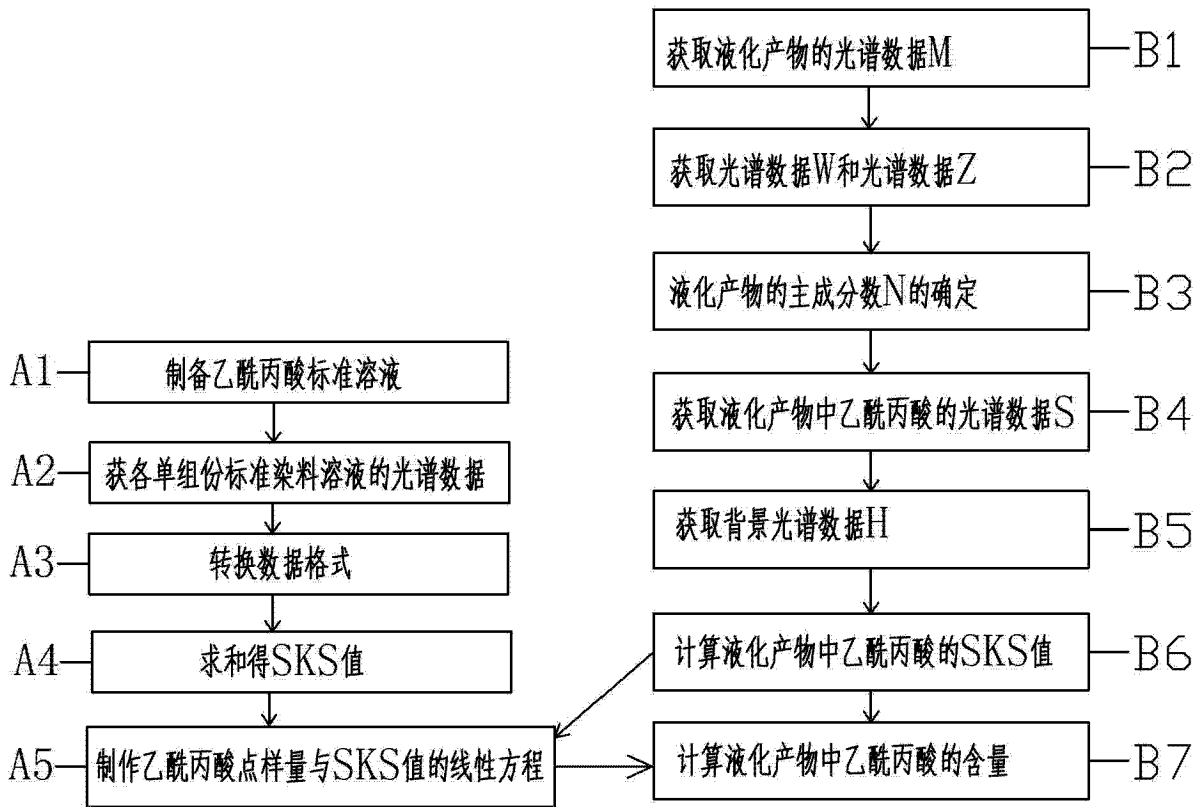 A1
制备乙酰丙酸标准溶液
A2
获各单组份标准染料溶液的光谱数据
A3
转换数据格式
A4
求和得SKS值
A5
制作乙酰丙酸点样量与SKS值的线性方程
获取液化产物的光谱数据M
B1
获取光谱数据W和光谱数据Z
B2
液化产物的主成分数N的确定
B3
获取液化产物中乙酰丙酸的光谱数据S
B4
获取背景光谱数据H
B5
计算液化产物中乙酰丙酸的SKS值
B6
计算液化产物中乙酰丙酸的含量
B7